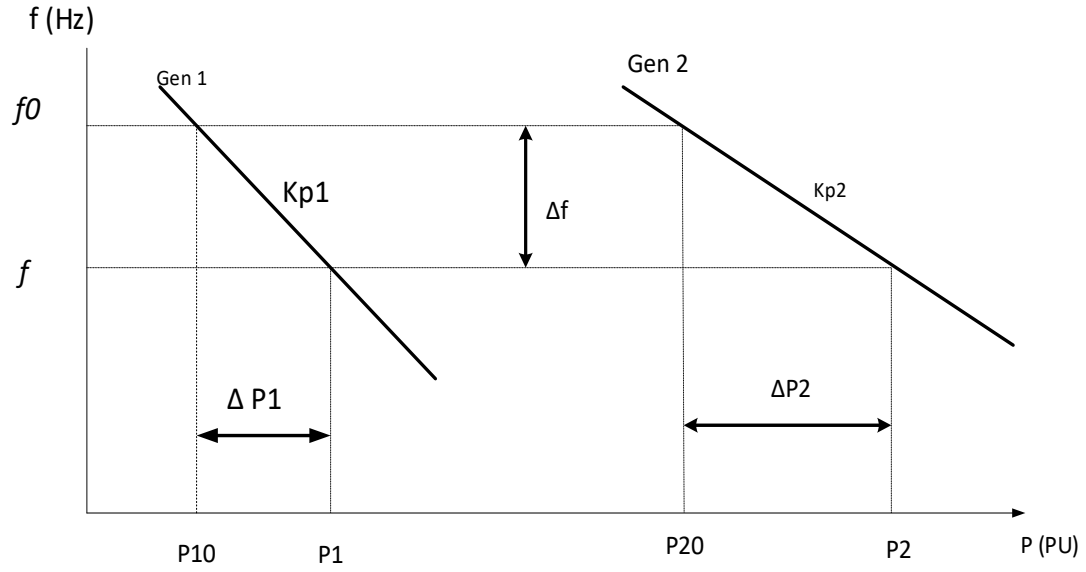 f (Hz)
Gen 1
Gen 2
f0
Kp1
Kp2
Δf
f
Δ P1
ΔP2
P10
P1
P20
P2
P (PU)